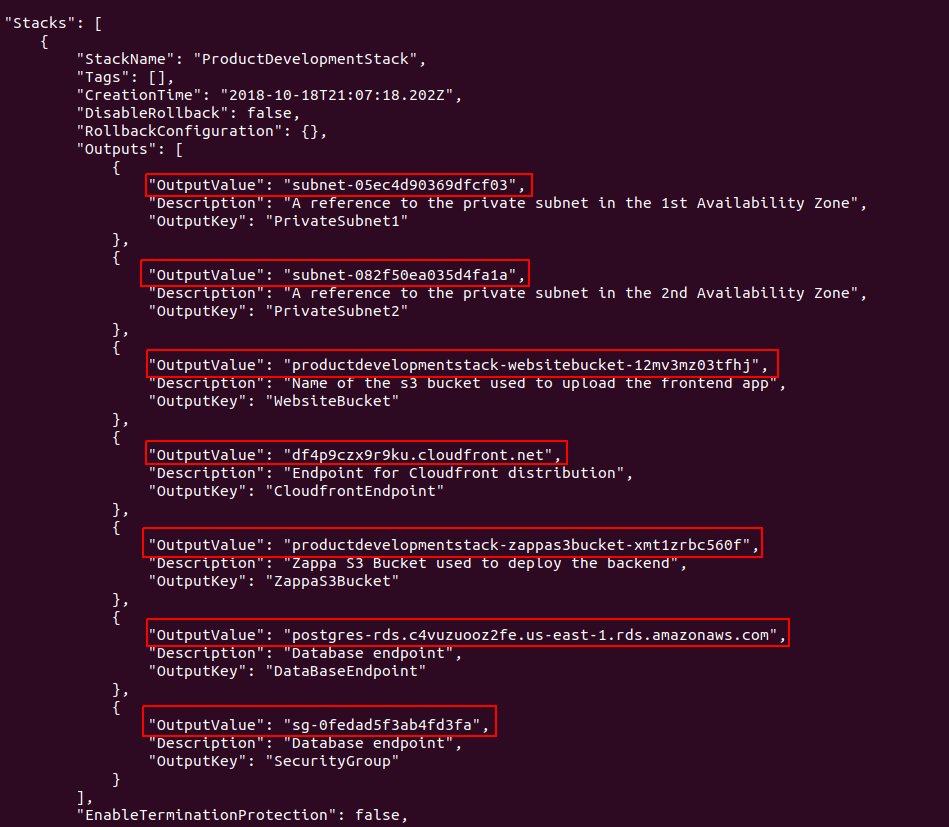 "Stacks": [
{
"StackName": "ProductDevelopmentStack",
"Tags": [],
"CreationTime": "2018-10-18T21:07:18.202Z",
"DisableRollback": false,
"RollbackConfiguration": {},
"Outputs": [
{
"OutputValue": "subnet-05ec4d90369dfcf03",
"Description": "A reference to the private subnet in the 1st Availability Zone",
"OutputKey": "PrivateSubnet1"
},
{
"OutputValue": "subnet-082f50ea035d4fa1a",
"Description": "A reference to the private subnet in the 2nd Availability Zone",
"OutputKey": "PrivateSubnet2"
},
{
"OutputValue": "productdevelopmentstack-websitebucket-12mv3mz03tfhj",
"Description": "Name of the s3 bucket used to upload the frontend app",
"OutputKey": "WebsiteBucket"
},
{
"OutputValue": "df4p9czx9r9ku.cloudfront.net",
"Description": "Endpoint for Cloudfront distribution",
"OutputKey": "CloudfrontEndpoint"
},
{
"OutputValue": "productdevelopmentstack-zappas3bucket-xmt1zrbc560f",
"Description": "Zappa S3 Bucket used to deploy the backend",
"OutputKey": "ZappaS3Bucket"
},
{
"OutputValue": "postgres-rds.c4vuzuooz2fe.us-east-1.rds.amazonaws.com",
"Description": "Database endpoint",
"OutputKey": "DataBaseEndpoint"
},
{
"OutputValue": "sg-0fedad5f3ab4fd3fa",
"Description": "Database endpoint",
"OutputKey": "SecurityGroup"
}
],
"EnableTerminationProtection": false,